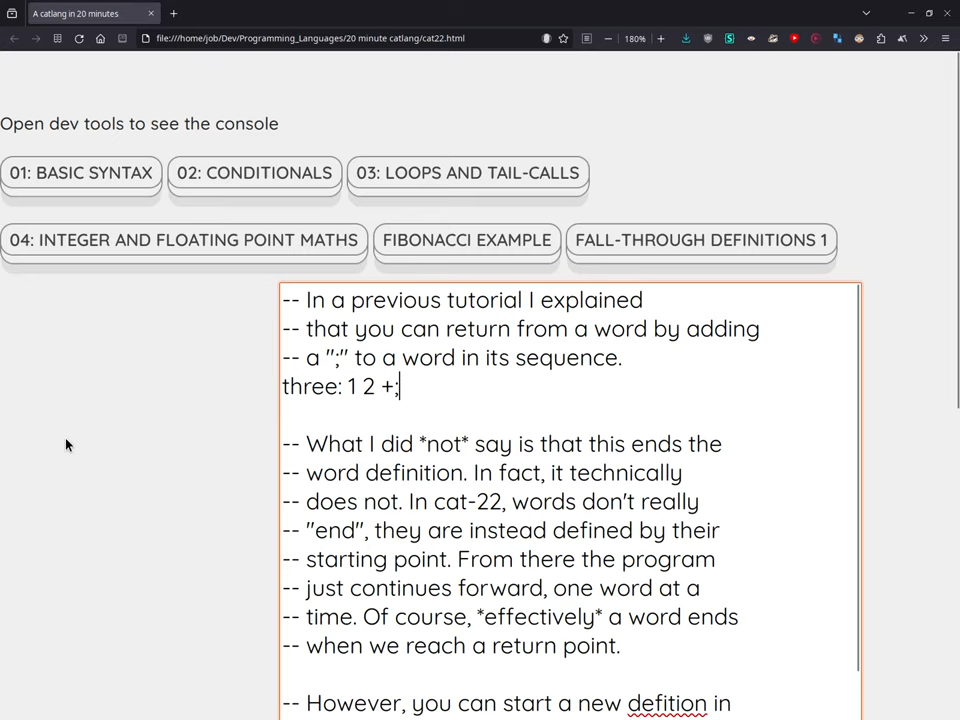 A catlang in 20 minutes
file:///home/job/Dev/Programming_Languages/20 minute catlang/cat22.html
180%
Open dev tools to see the console
01: BASIC SYNTAX
02: CONDITIONALS
03: LOOPS AND TAIL-CALLS
04: INTEGER AND FLOATING POINT MATHS
FIBONACCI EXAMPLE
FALL-THROUGH DEFINITIONS 1
-- In a previous tutorial I explained
-- that you can return from a word by adding
-- a ";" to a word in its sequence.
three: 1 2 +;
-- What I did *not* say is that this ends the
-- word definition. In fact, it technically
-- does not. In cat-22, words don't really
-- "end", they are instead defined by their
-- starting point. From there the program
-- just continues forward, one word at a
-- time. Of course, *effectively* a word ends
-- when we reach a return point.
-- However, you can start a new defition in